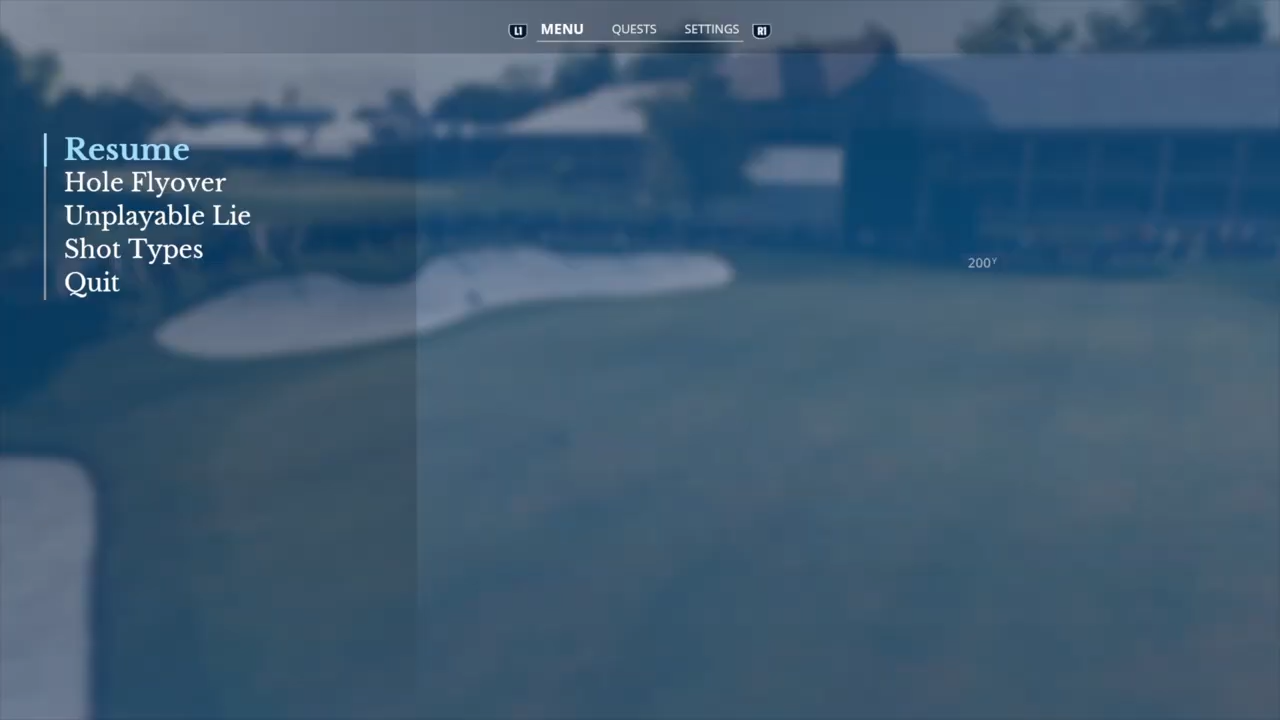 L1 MENU QUESTS SETTINGS R1
Resume
Hole Flyover
Unplayable Lie
Shot Types
Quit
200Y